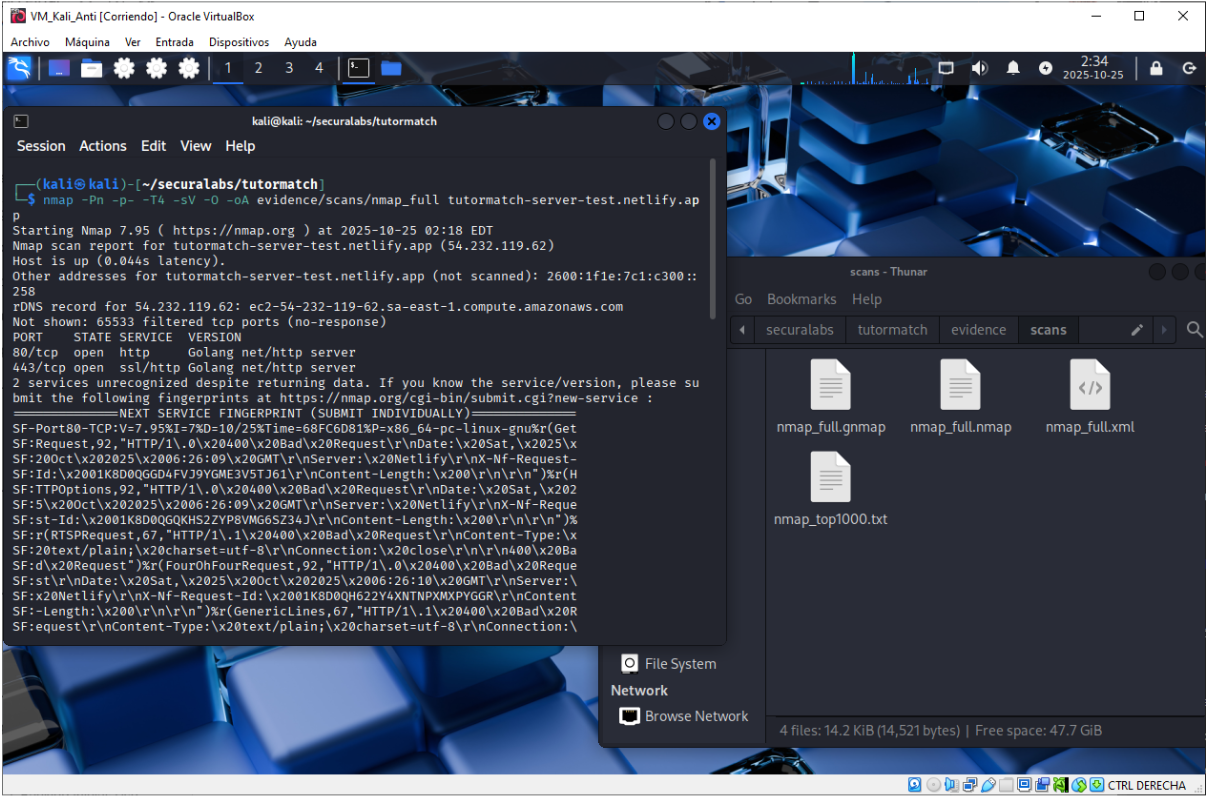 VM_Kali_Anti [Corriendo] - Oracle VirtualBox
Archivo Máquina Ver Entrada Dispositivos Ayuda
1 2 3 4
2:34
2025-10-25
kali@kali: ~/securalabs/tutormatch
Session Actions Edit View Help
┌──(kali㉿kali)-[~/securalabs/tutormatch]
└─$ nmap -Pn -p- -T4 -sV -O -oA evidence/scans/nmap_full tutormatch-server-test.netlify.ap
p
Starting Nmap 7.95 ( https://nmap.org ) at 2025-10-25 02:18 EDT
Nmap scan report for tutormatch-server-test.netlify.app (54.232.119.62)
Host is up (0.044s latency).
Other addresses for tutormatch-server-test.netlify.app (not scanned): 2600:1f1e:7c1:c300::
258
rDNS record for 54.232.119.62: ec2-54-232-119-62.sa-east-1.compute.amazonaws.com
Not shown: 65533 filtered tcp ports (no-response)
PORT STATE SERVICE VERSION
80/tcp open http Golang net/http server
443/tcp open ssl/http Golang net/http server
2 services unrecognized despite returning data. If you know the service/version, please su
bmit the following fingerprints at https://nmap.org/cgi-bin/submit.cgi?new-service :
==============NEXT SERVICE FINGERPRINT (SUBMIT INDIVIDUALLY)==============
SF-Port80-TCP:V=7.95%I=7%D=10/25%Time=68FC6D81%P=x86_64-pc-linux-gnu%r(Get
SF:Request,92,"HTTP/1\.0\x20400\x20Bad\x20Request\r\nDate:\x20Sat,\x2025\x
SF:20Oct\x202025\x2006:26:09\x20GMT\r\nServer:\x20Netlify\r\nX-Nf-Request-
SF:Id:\x2001K8D0QGGD4FVJ9YGME3V5TJ61\r\nContent-Length:\x200\r\n\r\n")%r(H
SF:TTPOptions,92,"HTTP/1\.0\x20400\x20Bad\x20Request\r\nDate:\x20Sat,\x202
SF:5\x20Oct\x202025\x2006:26:09\x20GMT\r\nServer:\x20Netlify\r\nX-Nf-Reque
SF:st-Id:\x2001K8D0QGQKHS2ZYP8VMG6SZ34J\r\nContent-Length:\x200\r\n\r\n")%
SF:r(RTSPRequest,67,"HTTP/1\.1\x20400\x20Bad\x20Request\r\nContent-Type:\x
SF:20text/plain;\x20charset=utf-8\r\nConnection:\x20close\r\n\r\n400\x20Ba
SF:d\x20Request")%r(FourOhFourRequest,92,"HTTP/1\.0\x20400\x20Bad\x20Reque
SF:st\r\nDate:\x20Sat,\x2025\x20Oct\x202025\x2006:26:10\x20GMT\r\nServer:\
SF:x20Netlify\r\nX-Nf-Request-Id:\x2001K8D0QH622Y4XNTNPXMXPYGGR\r\nContent
SF:-Length:\x200\r\n\r\n")%r(GenericLines,67,"HTTP/1\.1\x20400\x20Bad\x20R
SF:equest\r\nContent-Type:\x20text/plain;\x20charset=utf-8\r\nConnection:\
scans - Thunar
Go Bookmarks Help
securalabs tutormatch evidence scans
nmap_full.gnmap nmap_full.nmap nmap_full.xml
nmap_top1000.txt
File System
Network
Browse Network
4 files: 14.2 KiB (14,521 bytes) | Free space: 47.7 GiB
CTRL DERECHA